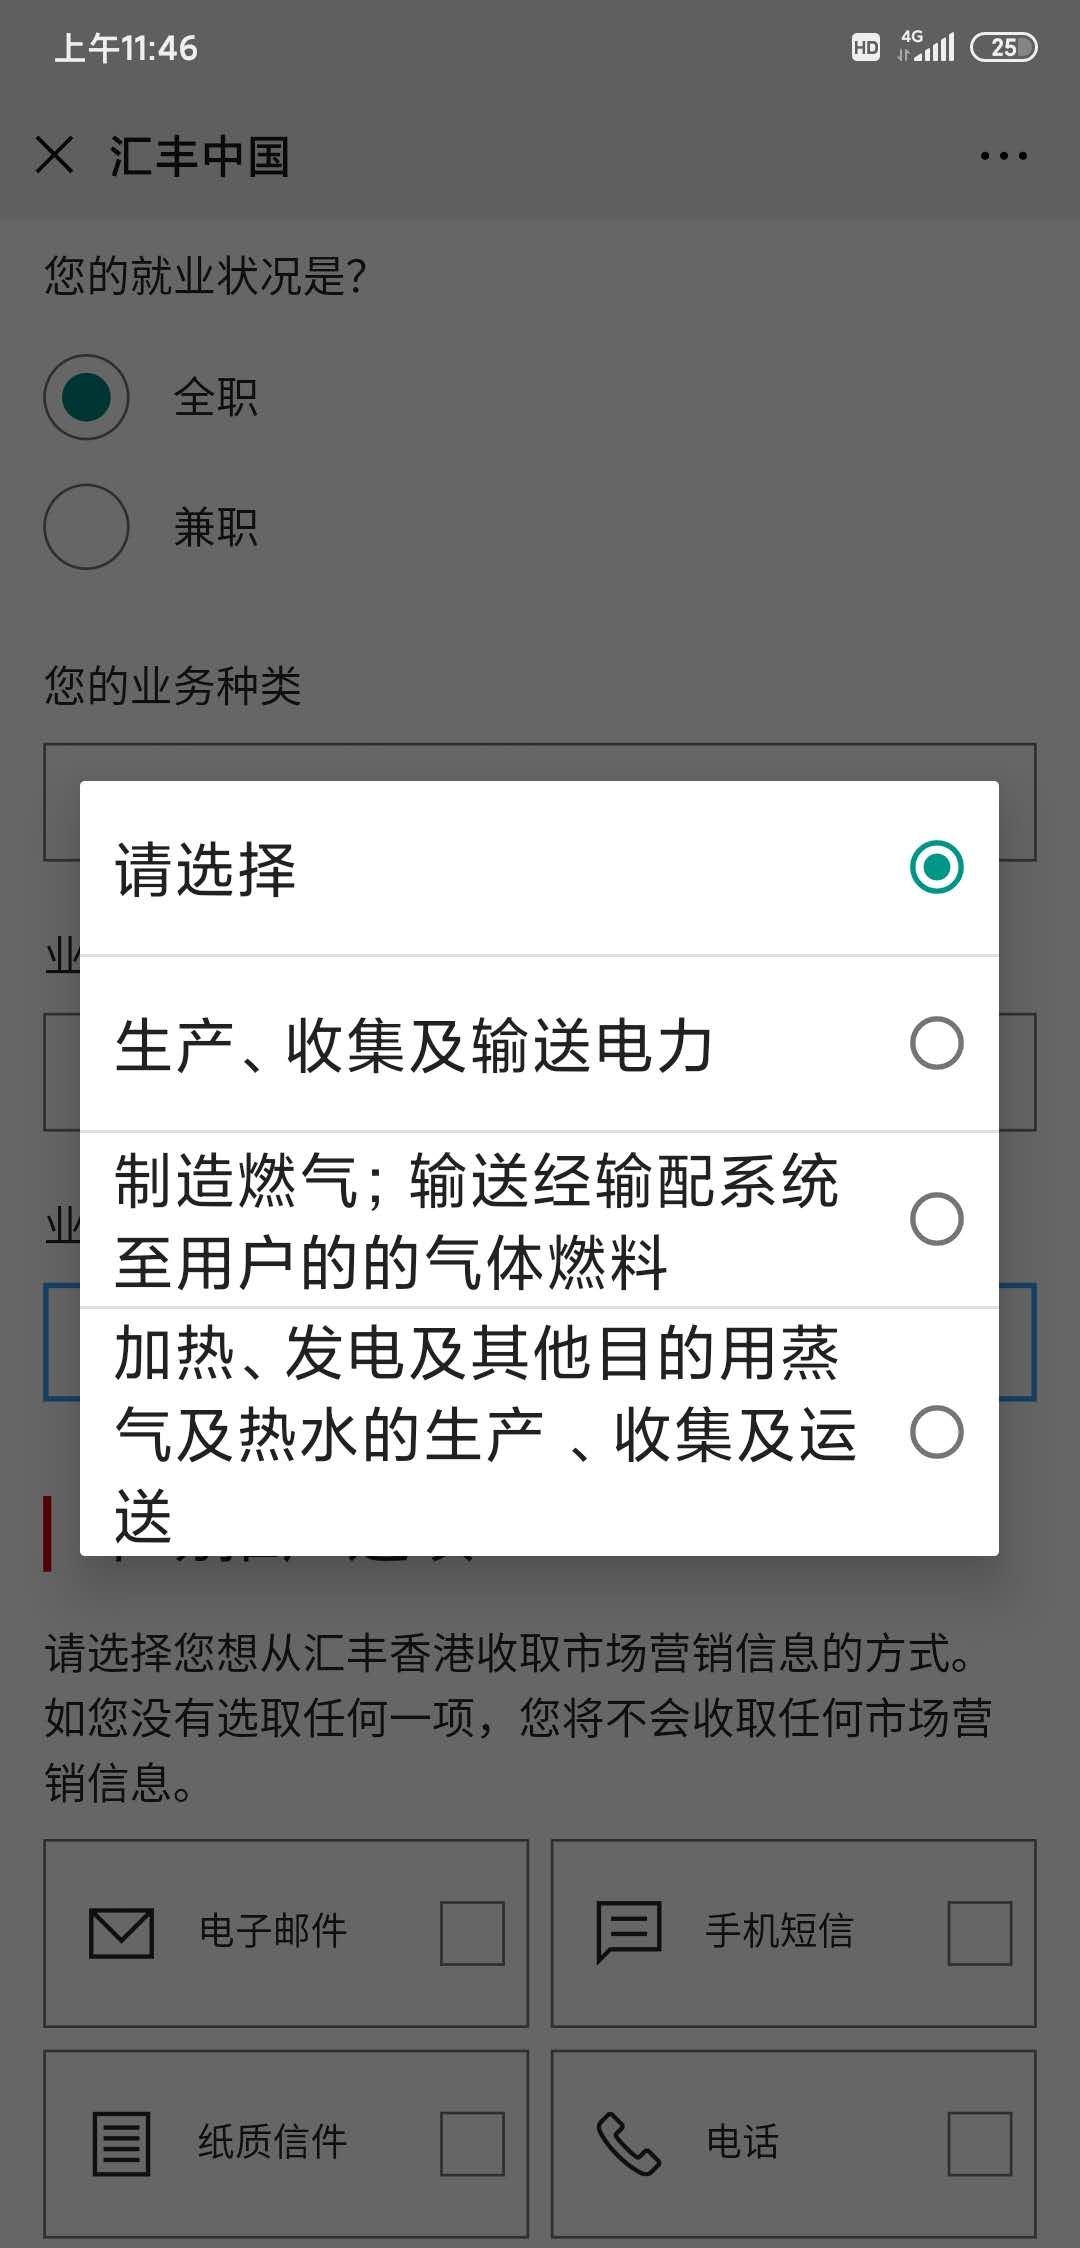 上午11:46
HD 4G 25
汇丰中国
您的就业状况是？
全职
兼职
您的业务种类
请选择
生产、收集及输送电力
制造燃气；输送经输配系统
至用户的的气体燃料
加热、发电及其他目的用蒸
气及热水的生产 、收集及运
送
业
业
请选择您想从汇丰香港收取市场营销信息的方式。
如您没有选取任何一项，您将不会收取任何市场营
销信息。
电子邮件
手机短信
纸质信件
电话